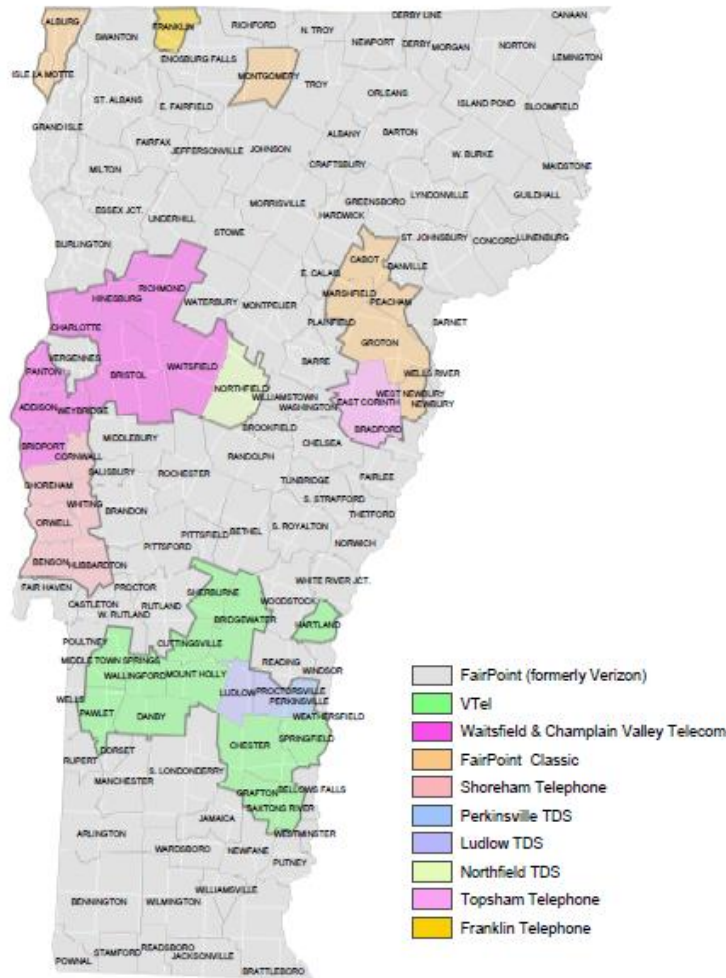 ALBURG
FRANKLIN
RICHFORD
N. TROY
DERBY LINE
CANAAN
SWANTON
NEWPORT
DERBY
MORGAN
NORTON
ENOSBURG FALLS
LEMINGTON
ISLE LA MOTTE
MONTGOMERY
TROY
ORLEANS
ST. ALBANS
E. FAIRFIELD
ISLAND POND
BLOOMFIELD
GRAND ISLE
FAIRFAX
JEFFERSONVILLE
JOHNSON
ALBANY
BARTON
CRAFTSBURY
W. BURKE
MAIDSTONE
MILTON
MORRISVILLE
GREENSBORO
LYNDONVILLE
GUILDHALL
ESSEX JCT.
UNDERHILL
HARDWICK
STOWE
ST. JOHNSBURY
CONCORD
LUNENBURG
BURLINGTON
CABOT
DANVILLE
RICHMOND
E. CALAIS
HINESBURG
WATERBURY
MONTPELIER
MARSHFIELD
PEACHAM
CHARLOTTE
PLAINFIELD
BARNET
VERGENNES
GROTON
PANTON
BRISTOL
WAITSFIELD
BARRE
WELLS RIVER
NORTHFIELD
WILLIAMSTOWN
WEST NEWBURY
ADDISON
WEYBRIDGE
WASHINGTON
EAST CORINTH
NEWBURY
BROOKFIELD
BRADFORD
MIDDLEBURY
CHELSEA
BRIDPORT
CORNWALL
RANDOLPH
SALISBURY
ROCHESTER
FAIRLEE
SHOREHAM
TUNBRIDGE
WHITING
S. STRAFFORD
BRANDON
THETFORD
ORWELL
S. ROYALTON
BETHEL
PITTSFIELD
NORWICH
PITTSFORD
BENSON
HUBBARDTON
WHITE RIVER JCT.
FAIR HAVEN
PROCTOR
SHERBURNE
WOODSTOCK
CASTLETON
RUTLAND
W. RUTLAND
BRIDGEWATER
HARTLAND
POULTNEY
CUTTINGSVILLE
MIDDLETOWN SPRINGS
READING
WINDSOR
WALLINGFORD
MOUNT HOLLY
LUDLOW
PROCTORSVILLE
WELLS
PERKINSVILLE
PAWLET
DANBY
WEATHERSFIELD
SPRINGFIELD
DORSET
CHESTER
RUPERT
S. LONDONDERRY
MANCHESTER
BELLOWS FALLS
GRAFTON
SAXTONS RIVER
JAMAICA
ARLINGTON
WESTMINSTER
WARDSBORO
NEWFANE
PUTNEY
WILLIAMSVILLE
BENNINGTON
WILMINGTON
STAMFORD
READSBORO
POWNAL
JACKSONVILLE
BRATTLEBORO
FairPoint (formerly Verizon)
VTel
Waitsfield & Champlain Valley Telecom
FairPoint Classic
Shoreham Telephone
Perkinsville TDS
Ludlow TDS
Northfield TDS
Topsham Telephone
Franklin Telephone